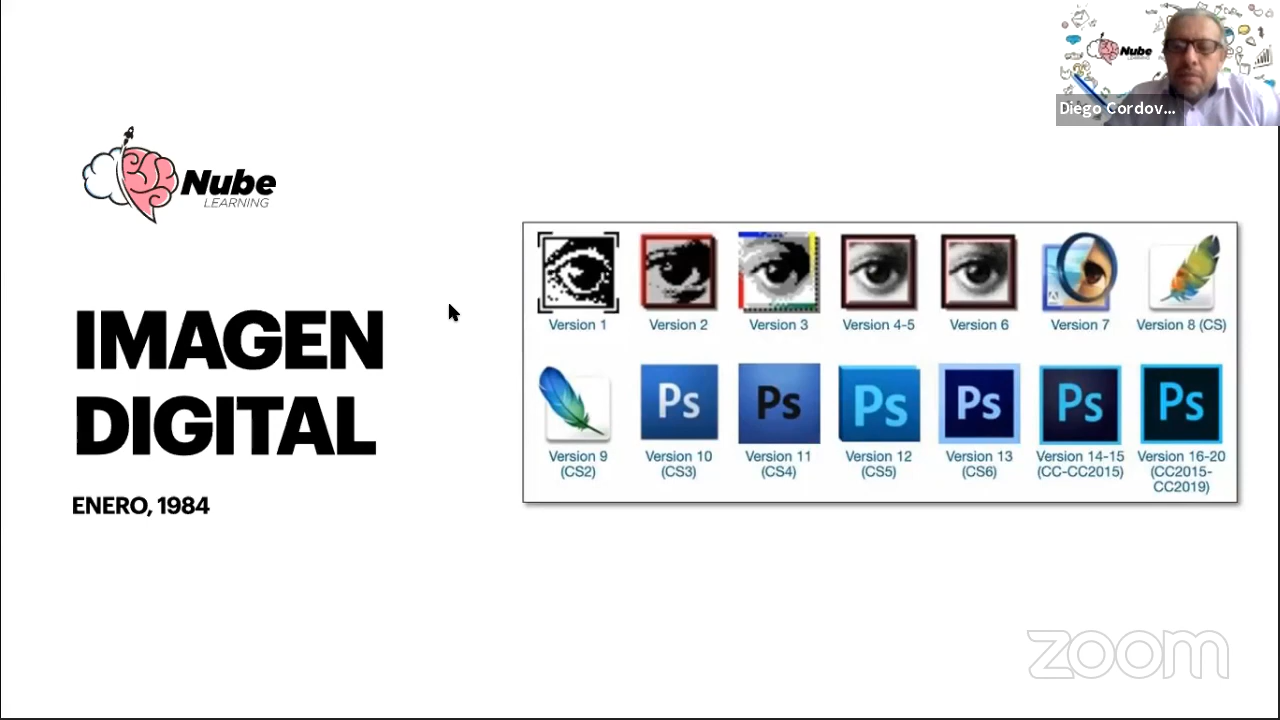 Nube
LEARNING
Diego Cordov...
Nube
LEARNING
IMAGEN
DIGITAL
ENERO, 1984
Version 1
Version 2
Version 3
Version 4-5
Version 6
Version 7
Version 8 (CS)
Ps
Ps
Ps
Ps
Ps
Ps
Version 9
(CS2)
Version 10
(CS3)
Version 11
(CS4)
Version 12
(CS5)
Version 13
(CS6)
Version 14-15
(CC-CC2015)
Version 16-20
(CC2015-
CC2019)
zoom